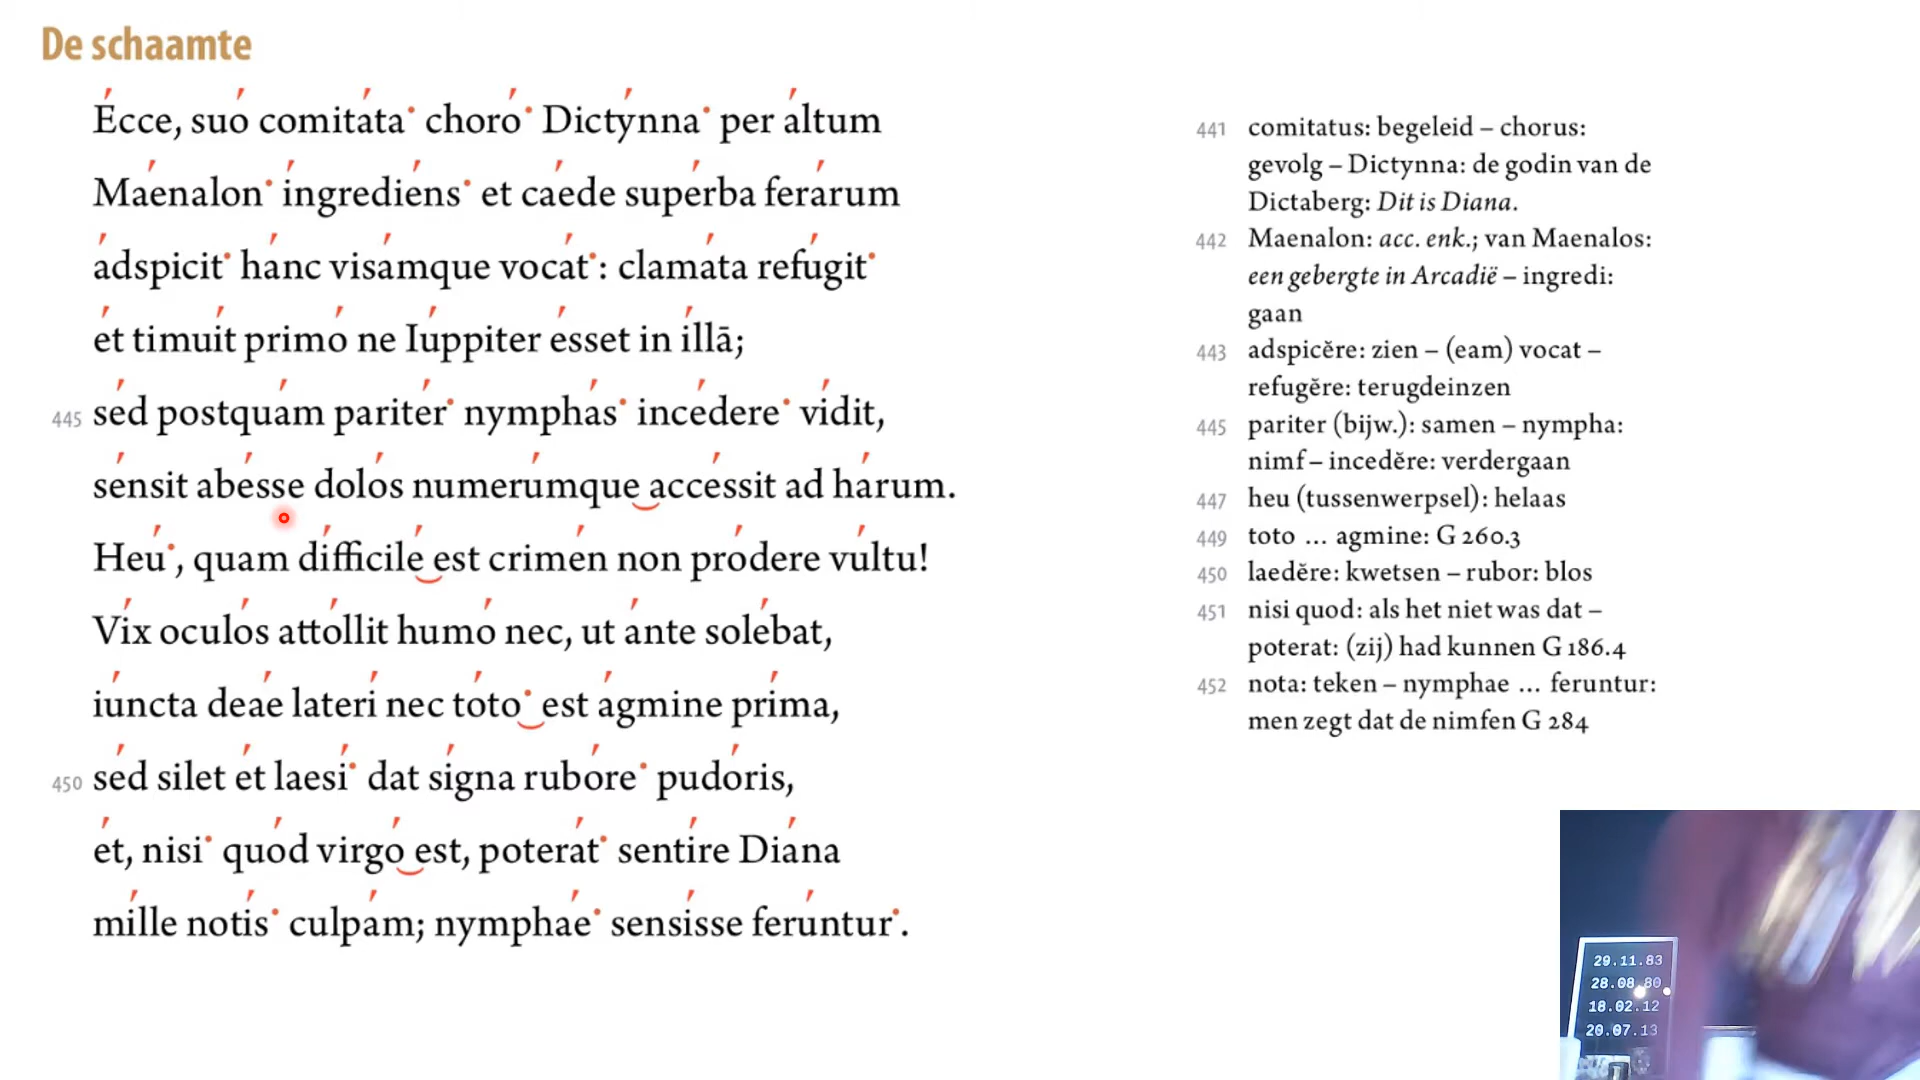 De schaamte
Ecce, suo comitata• choro• Dictynna• per altum
Maenalon• ingrediens• et caede superba ferarum
adspicit• hanc visamque vocat•: clamata refugit•
et timuit primo ne Iuppiter esset in illā;
445 sed postquam pariter• nymphas• incedere• vidit,
sensit abesse dolos numerumque accessit ad harum.
Heu•, quam difficile est crimen non prodere vultu!
Vix oculos attollit humo nec, ut ante solebat,
iuncta deae lateri nec toto• est agmine prima,
450 sed silet et laesi• dat signa rubore• pudoris,
et, nisi• quod virgo est, poterat• sentire Diana
mille notis• culpam; nymphae• sensisse feruntur•.
441 comitatus: begeleid – chorus:
gevolg – Dictynna: de godin van de
Dictaberg: Dit is Diana.
442 Maenalon: acc. enk.; van Maenalos:
een gebergte in Arcadië – ingredi:
gaan
443 adspicĕre: zien – (eam) vocat –
refugĕre: terugdeinzen
445 pariter (bijw.): samen – nympha:
nimf – incedĕre: verdergaan
447 heu (tussenwerpsel): helaas
449 toto ... agmine: G 260.3
450 laedĕre: kwetsen – rubor: blos
451 nisi quod: als het niet was dat –
poterat: (zij) had kunnen G 186.4
452 nota: teken – nymphae ... feruntur:
men zegt dat de nimfen G 284
29.11.83
28.08.80
18.02.12
20.07.13